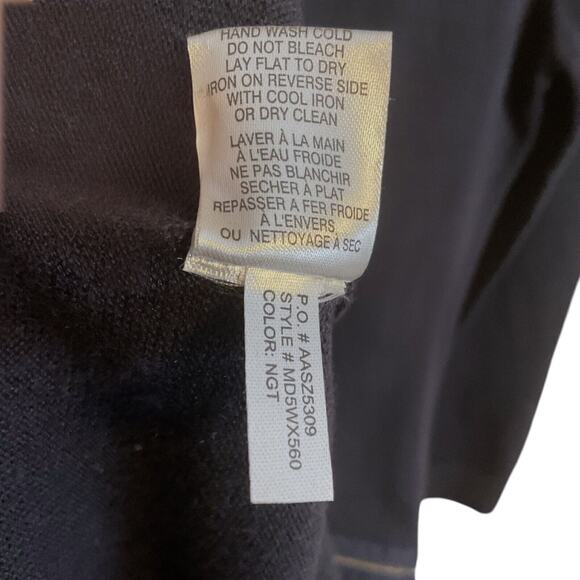 HAND WASH COLD
DO NOT BLEACH
LAY FLAT TO DRY
IRON ON REVERSE SIDE
WITH COOL IRON
OR DRY CLEAN
LAVER À LA MAIN
À L'EAU FROIDE
NE PAS BLANCHIR
SECHER À PLAT
REPASSER A FER FROIDE
À L'ENVERS
OU NETTOYAGE À SEC
P.O. # AASZ5309
STYLE # MD5WX560
COLOR: NGT